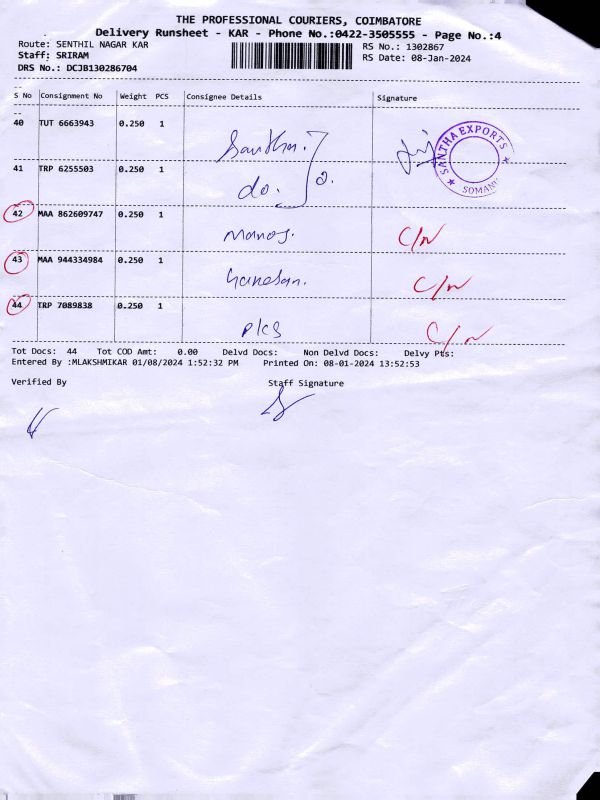 THE PROFESSIONAL COURIERS, COIMBATORE
Delivery Runsheet - KAR - Phone No.:0422-3505555 - Page No.:4
Route: SENTHIL NAGAR KAR RS No.: 1302867
Staff: SRIRAM RS Date: 08-Jan-2024
DRS No.: DCJB130286704
S No Consignment No Weight PCS Consignee Details Signature
40 TUT 6663943 0.250 1
SANTHA EXPORTS
41 TRP 6255503 0.250 1
do.
42 MAA 862609747 0.250 1
Manoj. C/N
43 MAA 944334984 0.250 1
C/N
44 TRP 7089838 0.250 1
C/N
Tot Docs: 44 Tot COD Amt: 0.00 Delvd Docs: Non Delvd Docs: Delvy Pts:
Entered By :MLAKSHMIKAR 01/08/2024 1:52:32 PM Printed On: 08-01-2024 13:52:53
Verified By Staff Signature